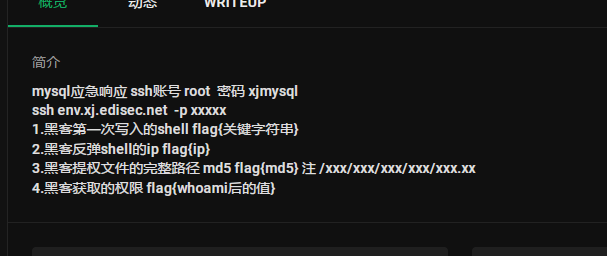 概览 动态 WRITEUP
简介
mysql应急响应 ssh账号 root 密码 xjmysql
ssh env.xj.edisec.net -p xxxxx
1.黑客第一次写入的shell flag{关键字符串}
2.黑客反弹shell的ip flag{ip}
3.黑客提权文件的完整路径 md5 flag{md5} 注 /xxx/xxx/xxx/xxx/xxx.xx
4.黑客获取的权限 flag{whoami后的值}